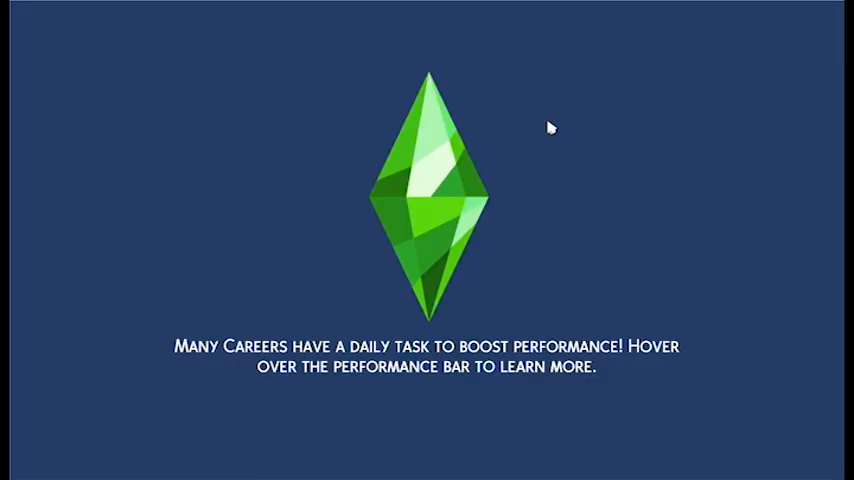 Many Careers have a daily task to boost performance! Hover
over the performance bar to learn more.